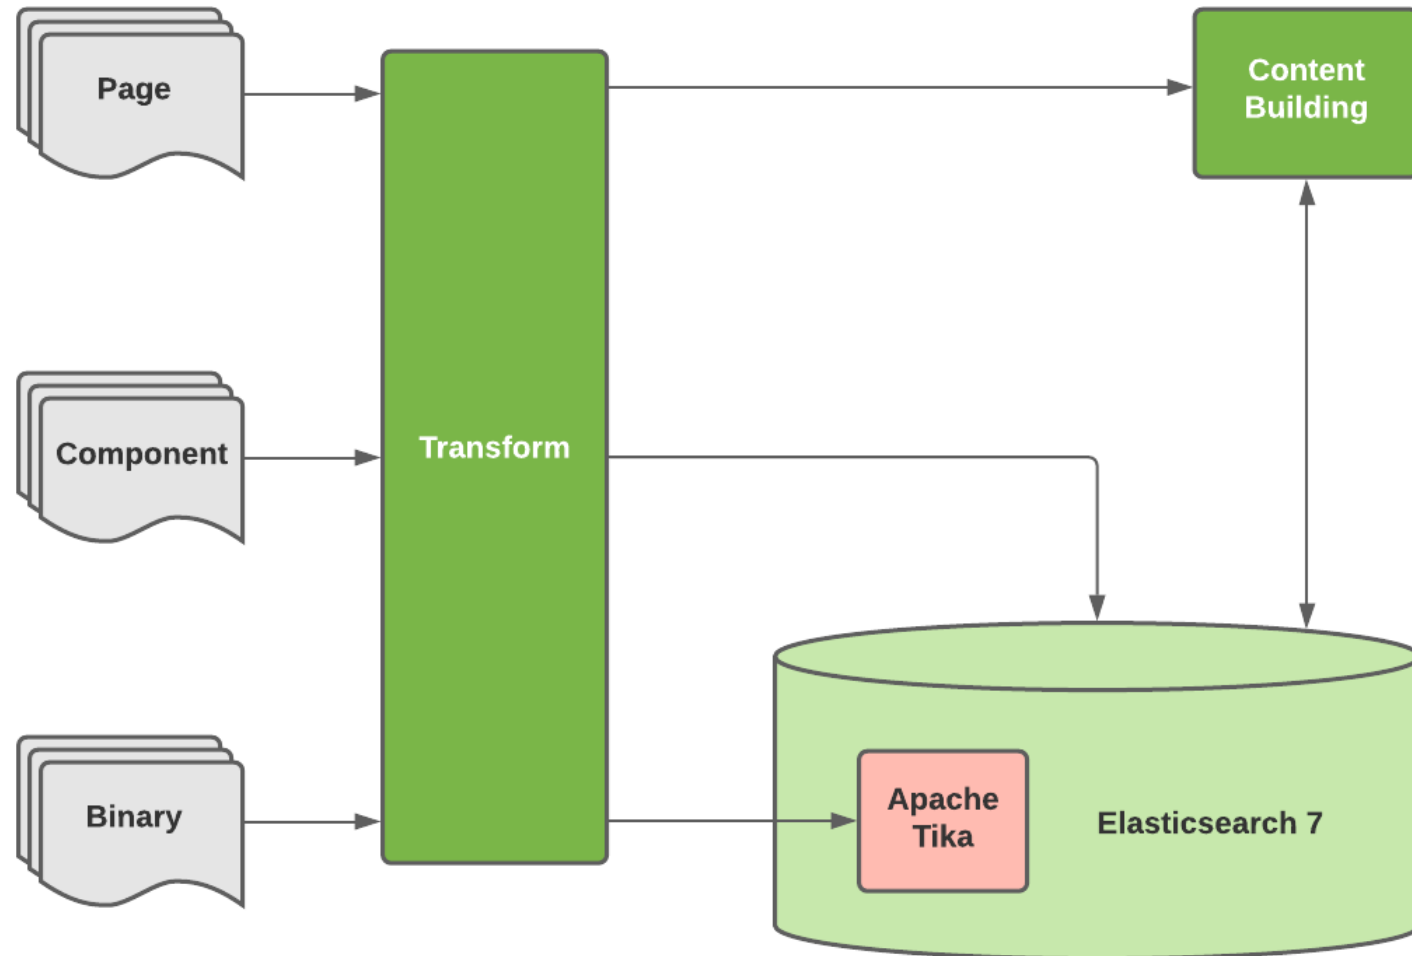 Page
Content
Building
Component
Transform
Binary
Apache
Tika
Elasticsearch 7